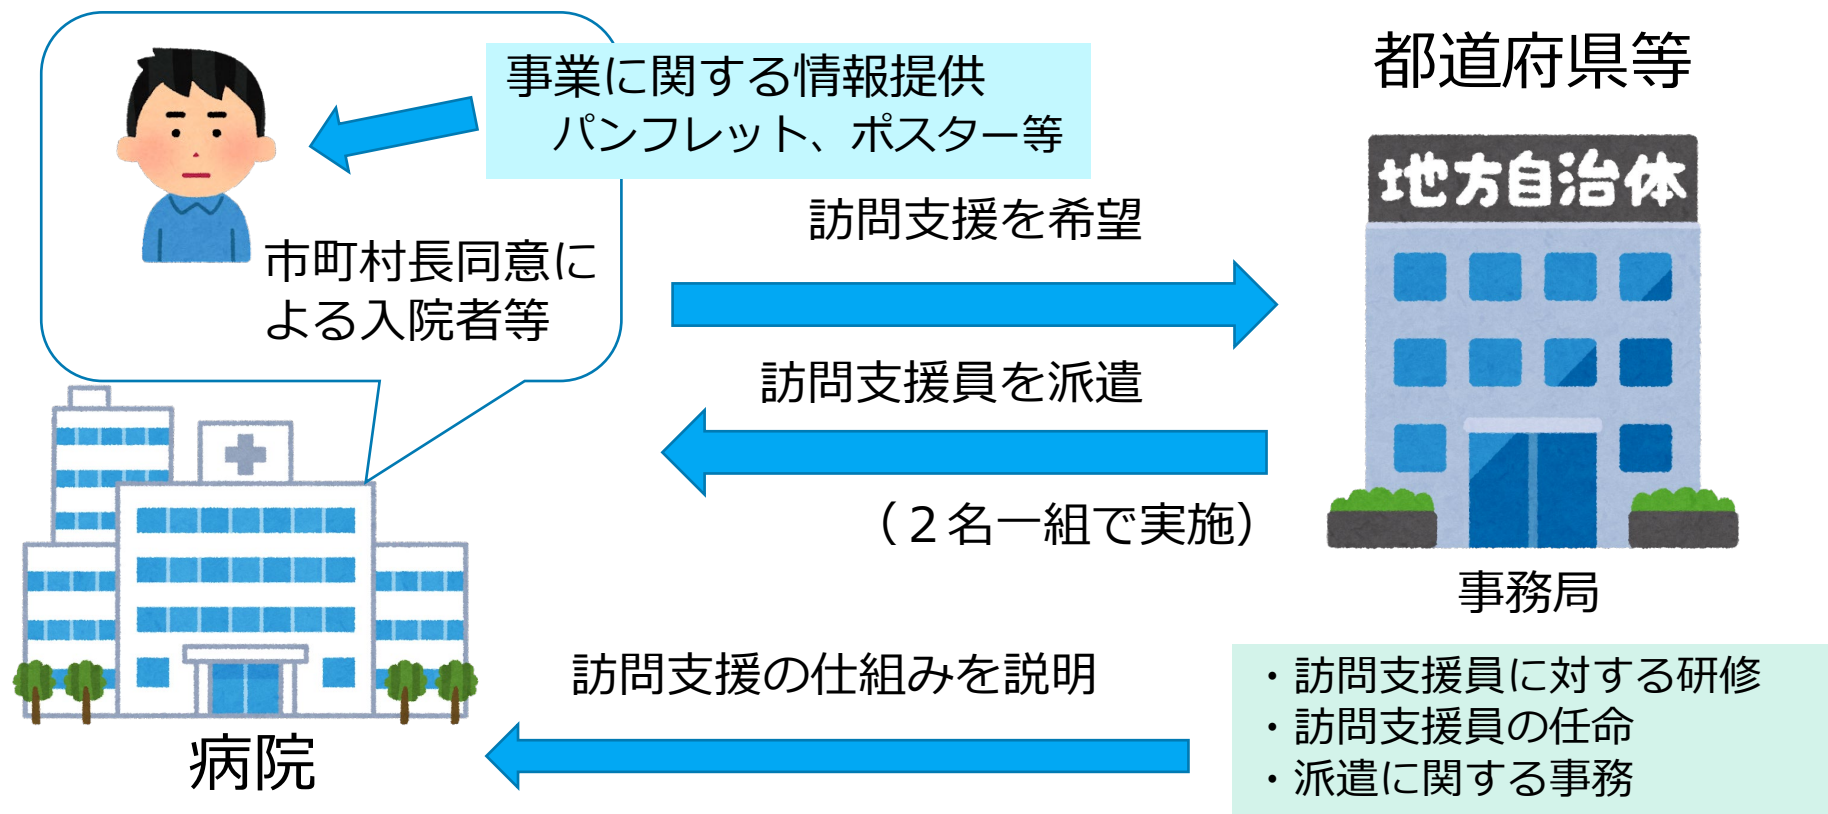 事業に関する情報提供
パンフレット、ポスター等
市町村長同意に
よる入院者等
都道府県等
地方自治体
訪問支援を希望
訪問支援員を派遣
（２名一組で実施）
事務局
訪問支援の仕組みを説明
病院
・訪問支援員に対する研修
・訪問支援員の任命
・派遣に関する事務